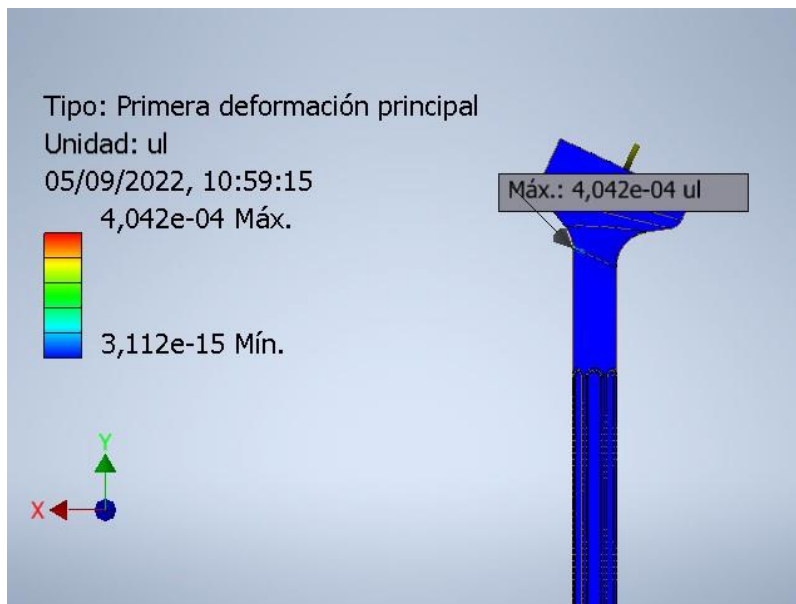 Tipo: Primera deformación principal
Unidad: ul
05/09/2022, 10:59:15
4,042e-04 Máx.
3,112e-15 Mín.
Máx.: 4,042e-04 ul
Y
X